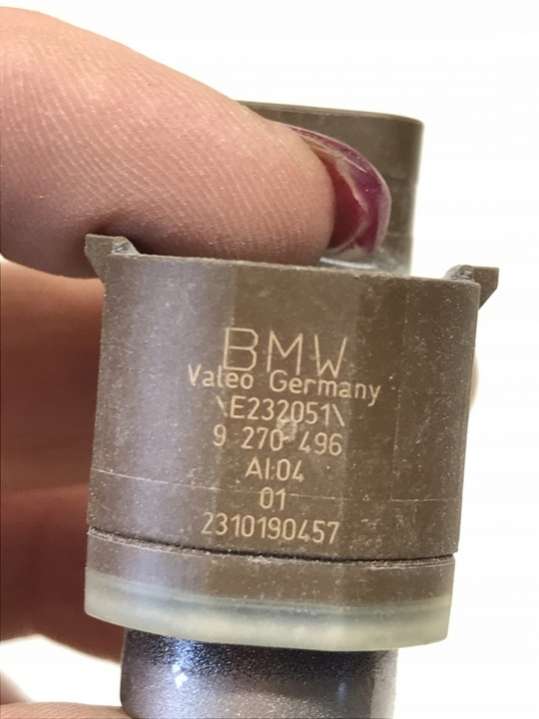 BMW
Valeo Germany
\E232051\
9 270 496
AI:04
01
2310190457